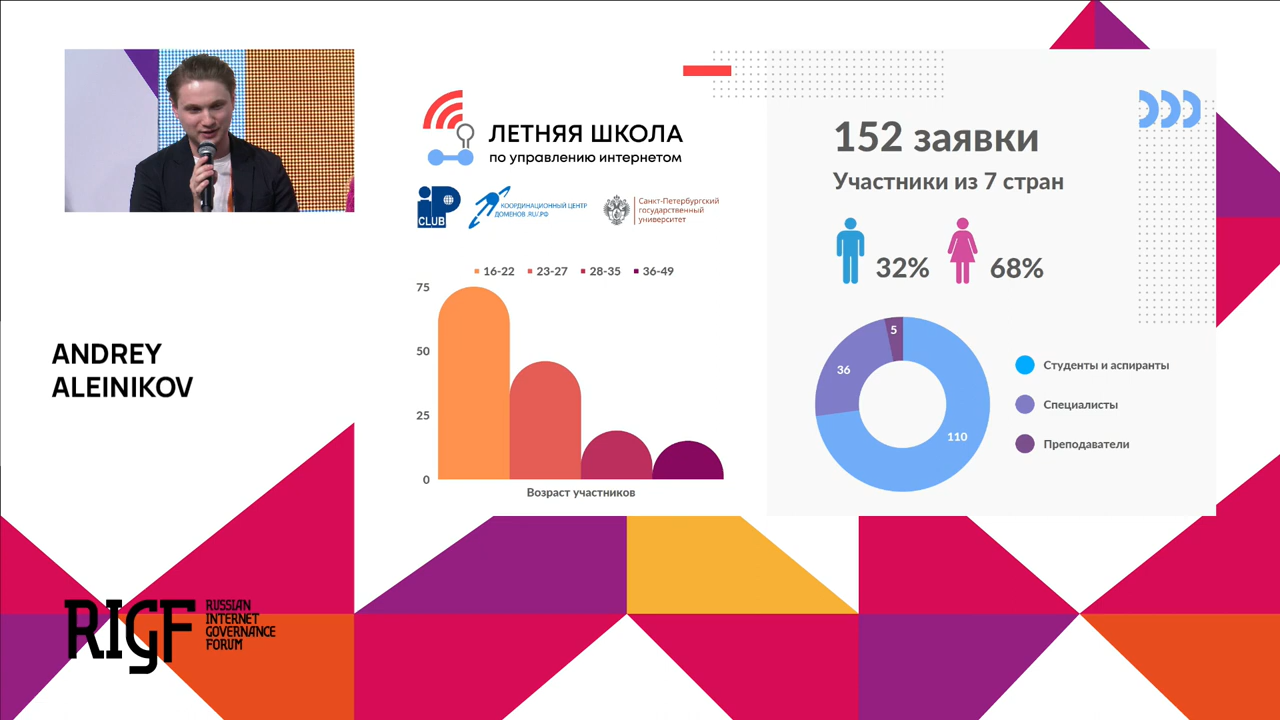 ЛЕТНЯЯ ШКОЛА
по управлению интернетом
iP
CLUB
КООРДИНАЦИОННЫЙ ЦЕНТР
ДОМЕНОВ .RU/.РФ
Санкт-Петербургский
государственный
университет
16-22 23-27 28-35 36-49
75
50
25
0
Возраст участников
152 заявки
Участники из 7 стран
32% 68%
5
36
110
Студенты и аспиранты
Специалисты
Преподаватели
ANDREY
ALEINIKOV
RIGF
RUSSIAN
INTERNET
GOVERNANCE
FORUM